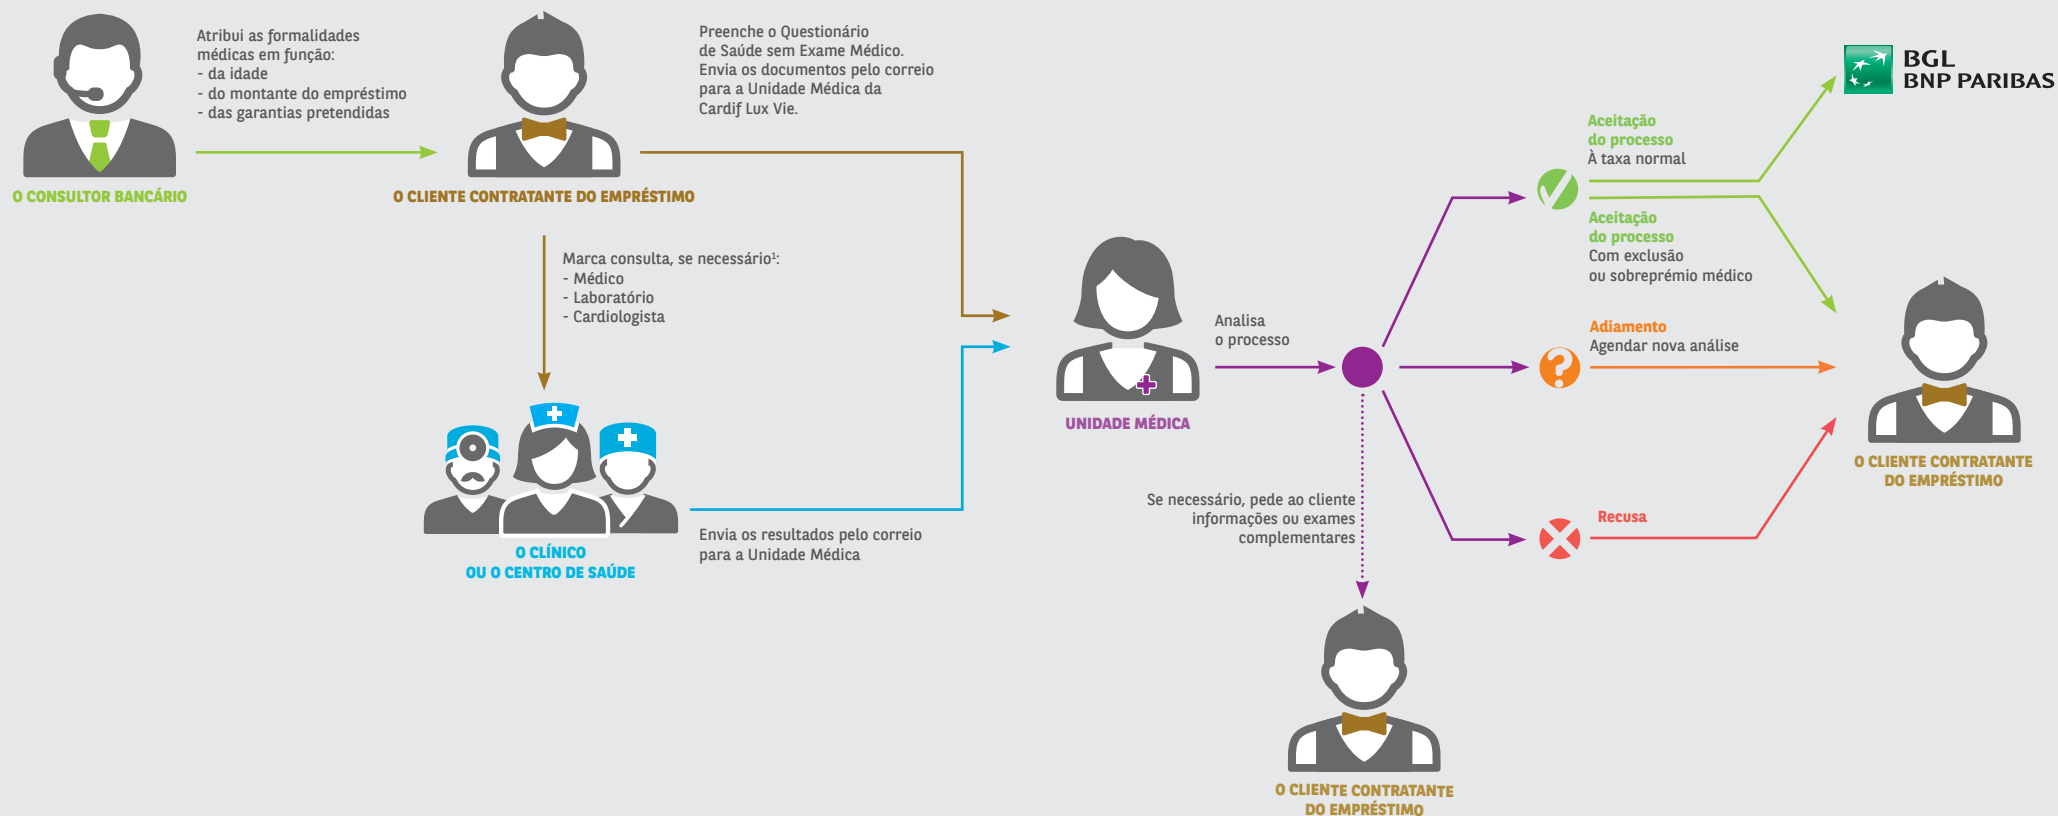 Atribui as formalidades
médicas em função:
- da idade
- do montante do empréstimo
- das garantias pretendidas
O CONSULTOR BANCÁRIO
Preenche o Questionário
de Saúde sem Exame Médico.
Envia os documentos pelo correio
para a Unidade Médica da
Cardif Lux Vie.
O CLIENTE CONTRATANTE DO EMPRÉSTIMO
Marca consulta, se necessário¹:
- Médico
- Laboratório
- Cardiologista
O CLÍNICO
OU O CENTRO DE SAÚDE
Envia os resultados pelo correio
para a Unidade Médica
UNIDADE MÉDICA
Analisa
o processo
Se necessário, pede ao cliente
informações ou exames
complementares
O CLIENTE CONTRATANTE
DO EMPRÉSTIMO
Aceitação
do processo
À taxa normal
Aceitação
do processo
Com exclusão
ou sobreprémio médico
Adiamento
Agendar nova análise
Recusa
BGL
BNP PARIBAS
O CLIENTE CONTRATANTE
DO EMPRÉSTIMO